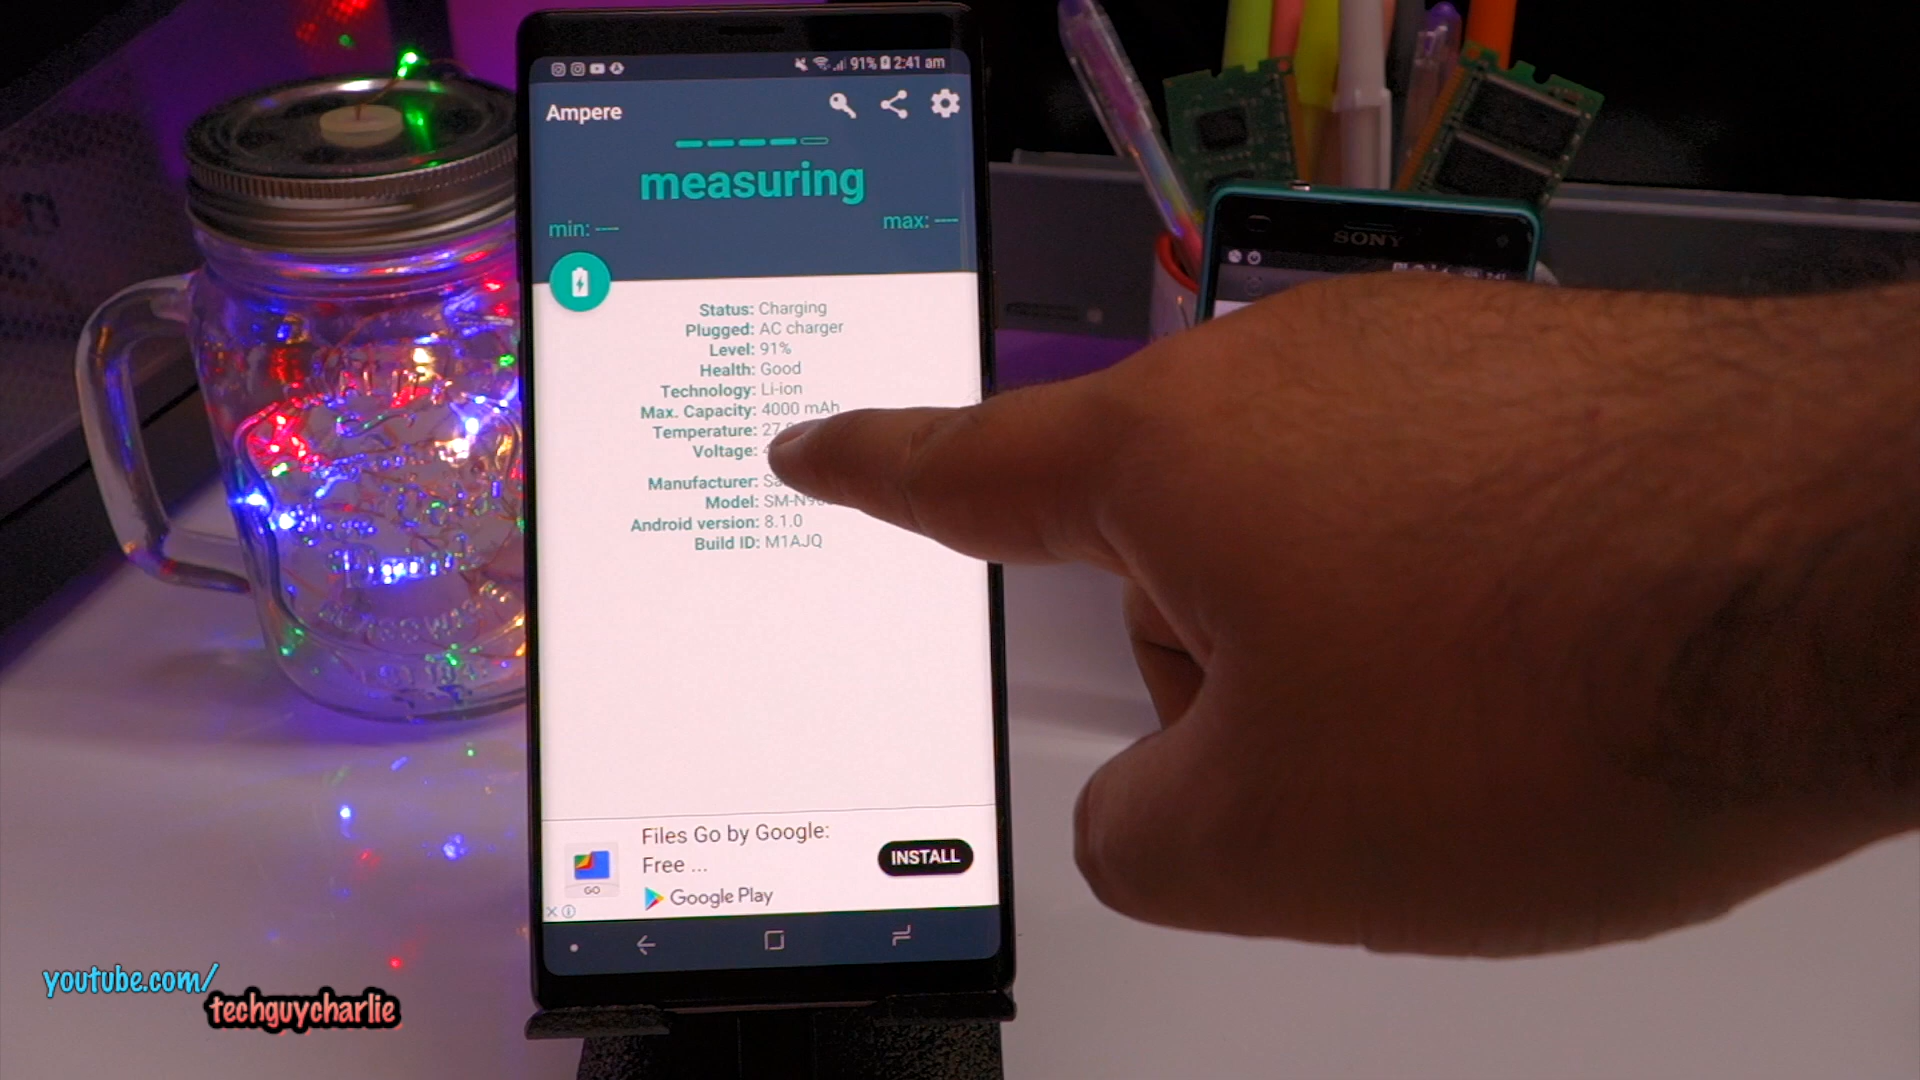 91% 2:41 am
Ampere
measuring
min: ---
max: ---
Status: Charging
Plugged: AC charger
Level: 91%
Health: Good
Technology: Li-ion
Max. Capacity: 4000 mAh
Temperature:
Voltage:
Manufacturer:
Model:
Android version: 8.1.0
Build ID: M1AJQ
SONY
Files Go by Google:
Free ...
INSTALL
GO
Google Play
youtube.com/
techguycharlie